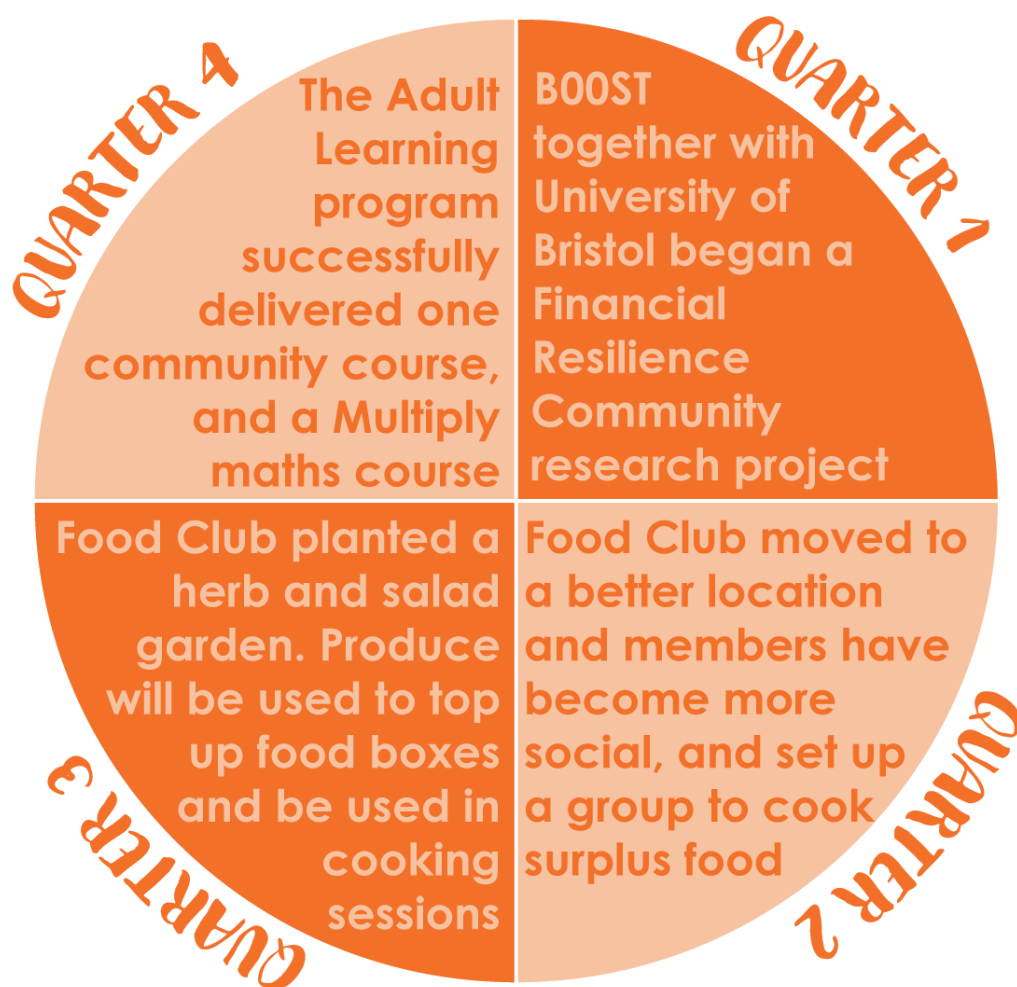 QUARTER 1
B00ST
together with
University of
Bristol began a
Financial
Resilience
Community
research project
QUARTER 2
Food Club moved to
a better location
and members have
become more
social, and set up
a group to cook
surplus food
QUARTER 3
Food Club planted a
herb and salad
garden. Produce
will be used to top
up food boxes
and be used in
cooking
sessions
QUARTER 4
The Adult
Learning
program
successfully
delivered one
community course,
and a Multiply
maths course